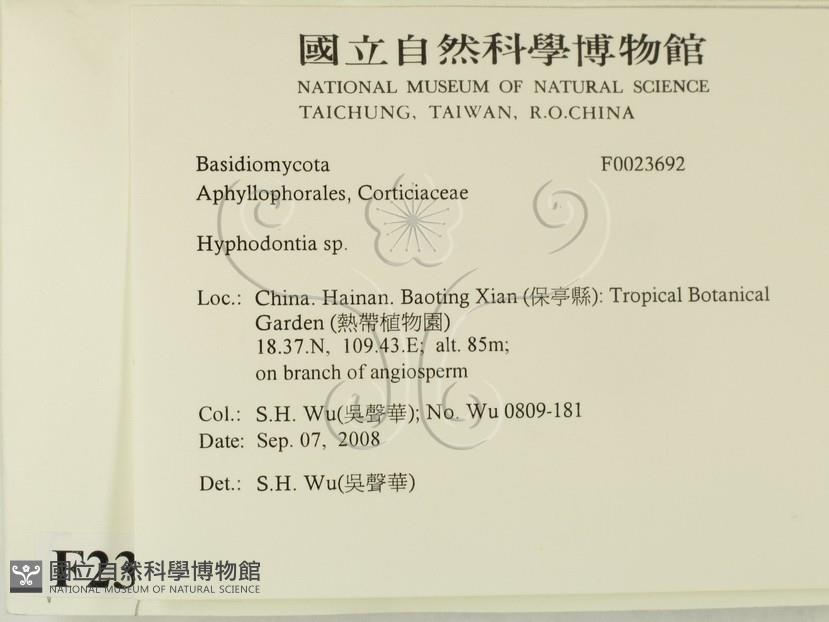 國立自然科學博物館
NATIONAL MUSEUM OF NATURAL SCIENCE
TAICHUNG, TAIWAN, R.O.CHINA
Basidiomycota F0023692
Aphyllophorales, Corticiaceae
Hyphodontia sp.
Loc.: China. Hainan. Baoting Xian (保亭縣): Tropical Botanical
Garden (熱帶植物園)
18.37.N, 109.43.E; alt. 85m;
on branch of angiosperm
Col.: S.H. Wu(吳聲華); No. Wu 0809-181
Date: Sep. 07, 2008
Det.: S.H. Wu(吳聲華)
F23
國立自然科學博物館
NATIONAL MUSEUM OF NATURAL SCIENCE